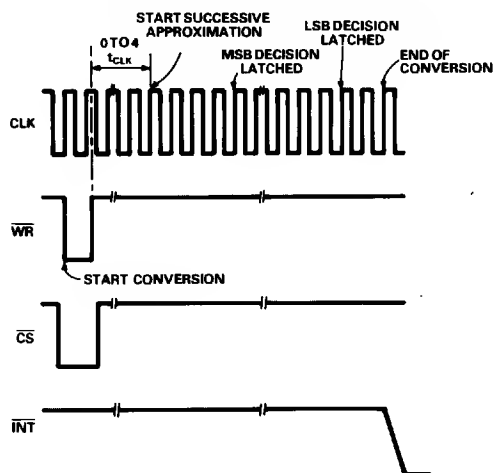 START SUCCESSIVE
APPROXIMATION
0 TO 4
tCLK
MSB DECISION
LATCHED
LSB DECISION
LATCHED
END OF
CONVERSION
CLK
WR
START CONVERSION
CS
INT